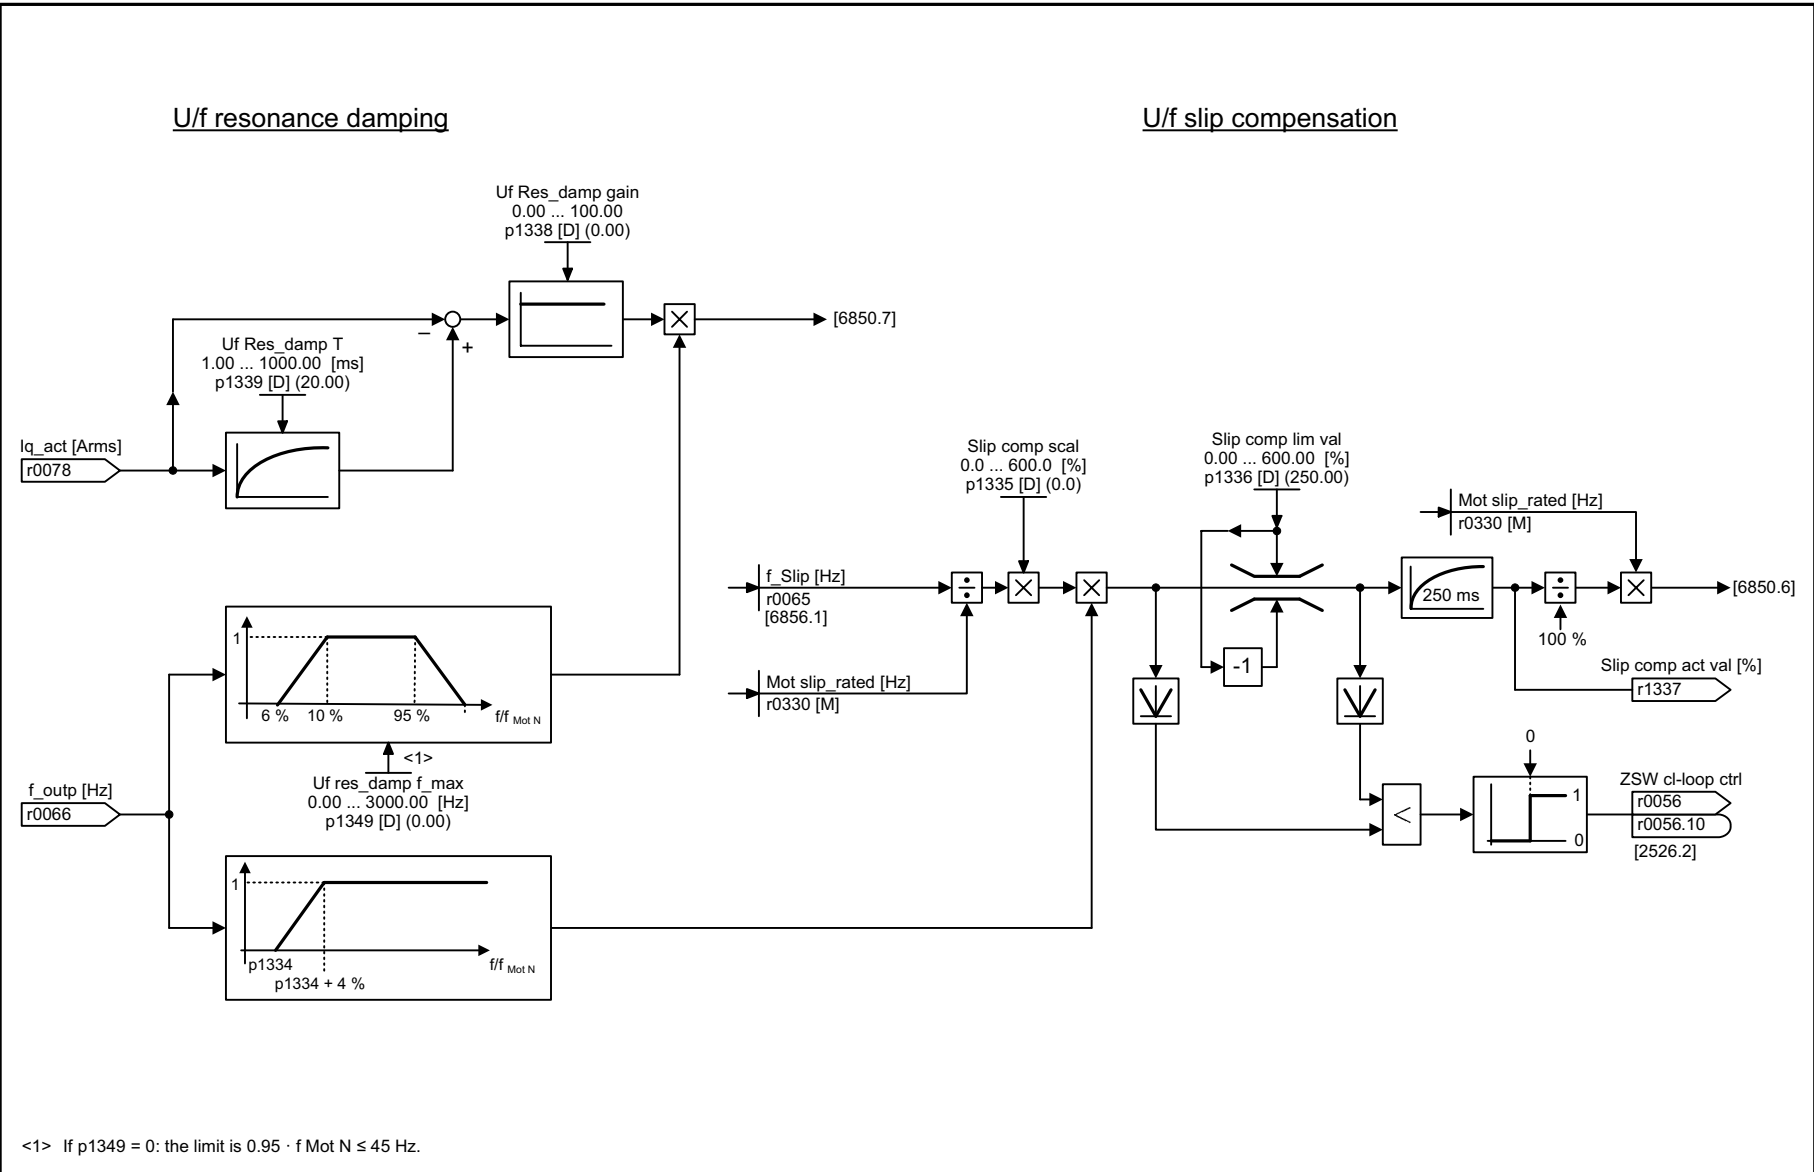 U/f resonance damping
U/f slip compensation
Uf Res_damp gain
0.00 ... 100.00
p1338 [D] (0.00)
[6850.7]
–
+
Uf Res_damp T
1.00 ... 1000.00 [ms]
p1339 [D] (20.00)
Iq_act [Arms]
r0078
Slip comp scal
0.0 ... 600.0 [%]
p1335 [D] (0.0)
Slip comp lim val
0.00 ... 600.00 [%]
p1336 [D] (250.00)
Mot slip_rated [Hz]
r0330 [M]
f_Slip [Hz]
r0065
[6856.1]
÷
×
×
250 ms
÷
×
[6850.6]
100 %
-1
Mot slip_rated [Hz]
r0330 [M]
Slip comp act val [%]
r1337
1
6 %
10 %
95 %
f/f Mot N
<1>
Uf res_damp f_max
0.00 ... 3000.00 [Hz]
p1349 [D] (0.00)
f_outp [Hz]
r0066
0
1
0
<
ZSW cl-loop ctrl
r0056
r0056.10
[2526.2]
1
p1334
p1334 + 4 %
f/f Mot N
<1> If p1349 = 0: the limit is 0.95 · f Mot N ≤ 45 Hz.